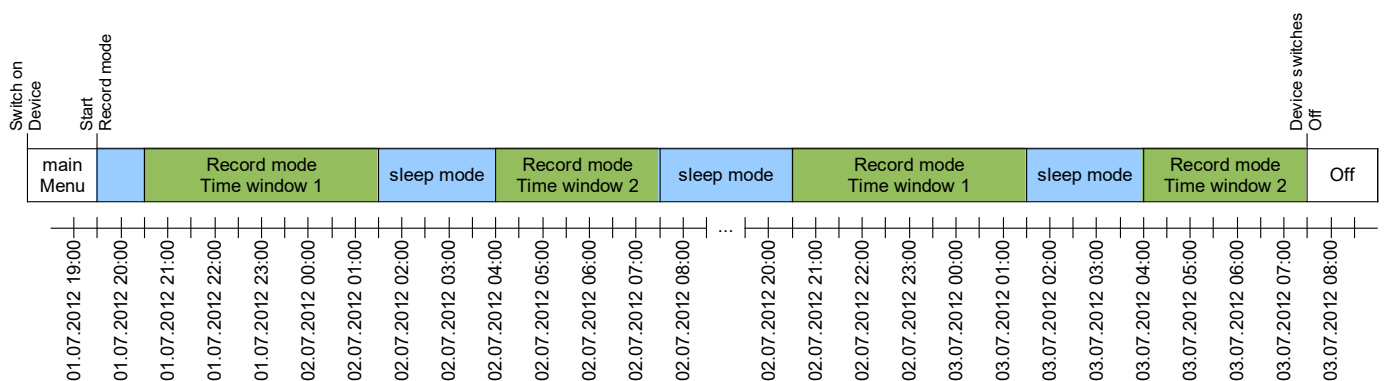 Switch on
Device
Start
Record mode
Device switches
Off
main
Menu
Record mode
Time window 1
sleep mode
Record mode
Time window 2
sleep mode
Record mode
Time window 1
sleep mode
Record mode
Time window 2
Off
...
01.07.2012 19:00
01.07.2012 20:00
01.07.2012 21:00
01.07.2012 22:00
01.07.2012 23:00
02.07.2012 00:00
02.07.2012 01:00
02.07.2012 02:00
02.07.2012 03:00
02.07.2012 04:00
02.07.2012 05:00
02.07.2012 06:00
02.07.2012 07:00
02.07.2012 08:00
02.07.2012 20:00
02.07.2012 21:00
02.07.2012 22:00
02.07.2012 23:00
03.07.2012 00:00
03.07.2012 01:00
03.07.2012 02:00
03.07.2012 03:00
03.07.2012 04:00
03.07.2012 05:00
03.07.2012 06:00
03.07.2012 07:00
03.07.2012 08:00